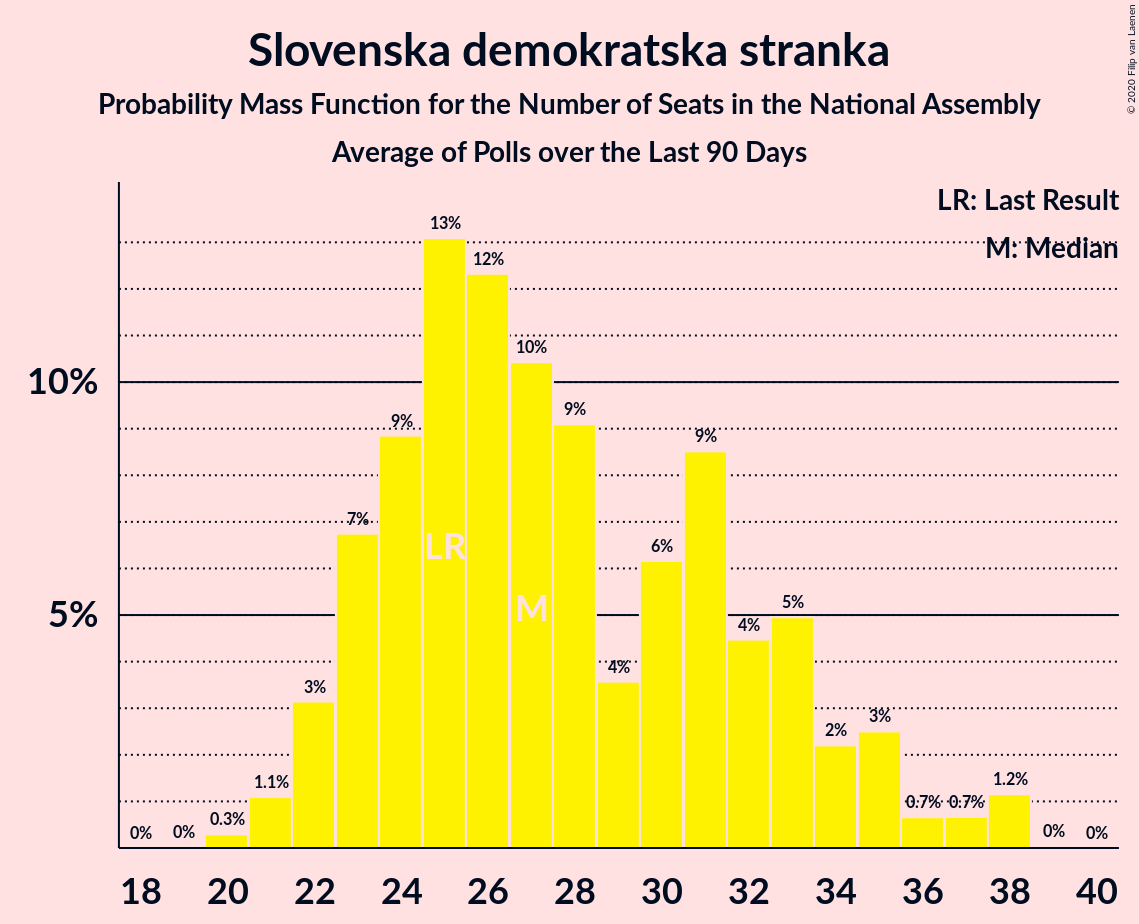 Slovenska demokratska stranka
Probability Mass Function for the Number of Seats in the National Assembly
Average of Polls over the Last 90 Days
© 2020 Filip van Laenen
LR: Last Result
M: Median
10%
5%
0%
0%
0.3%
1.1%
3%
7%
9%
13%
12%
10%
9%
4%
6%
9%
4%
5%
2%
3%
0.7%
0.7%
1.2%
0%
0%
LR
M
18 20 22 24 26 28 30 32 34 36 38 40